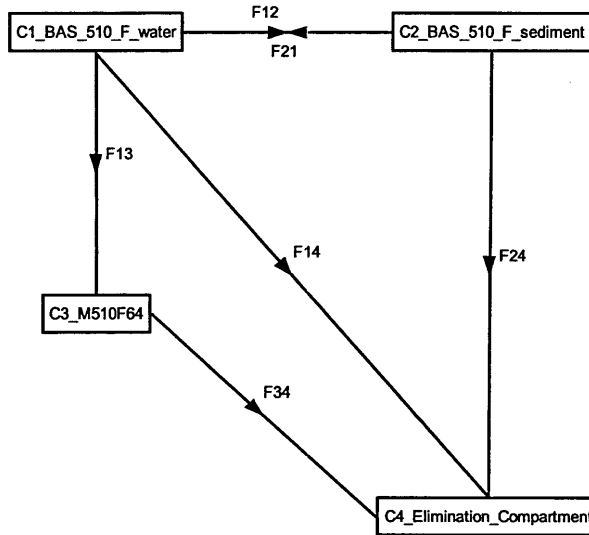 F12
C1_BAS_510_F_water
C2_BAS_510_F_sediment
F21
F13
F14
F24
C3_M510F64
F34
C4_Elimination_Compartment